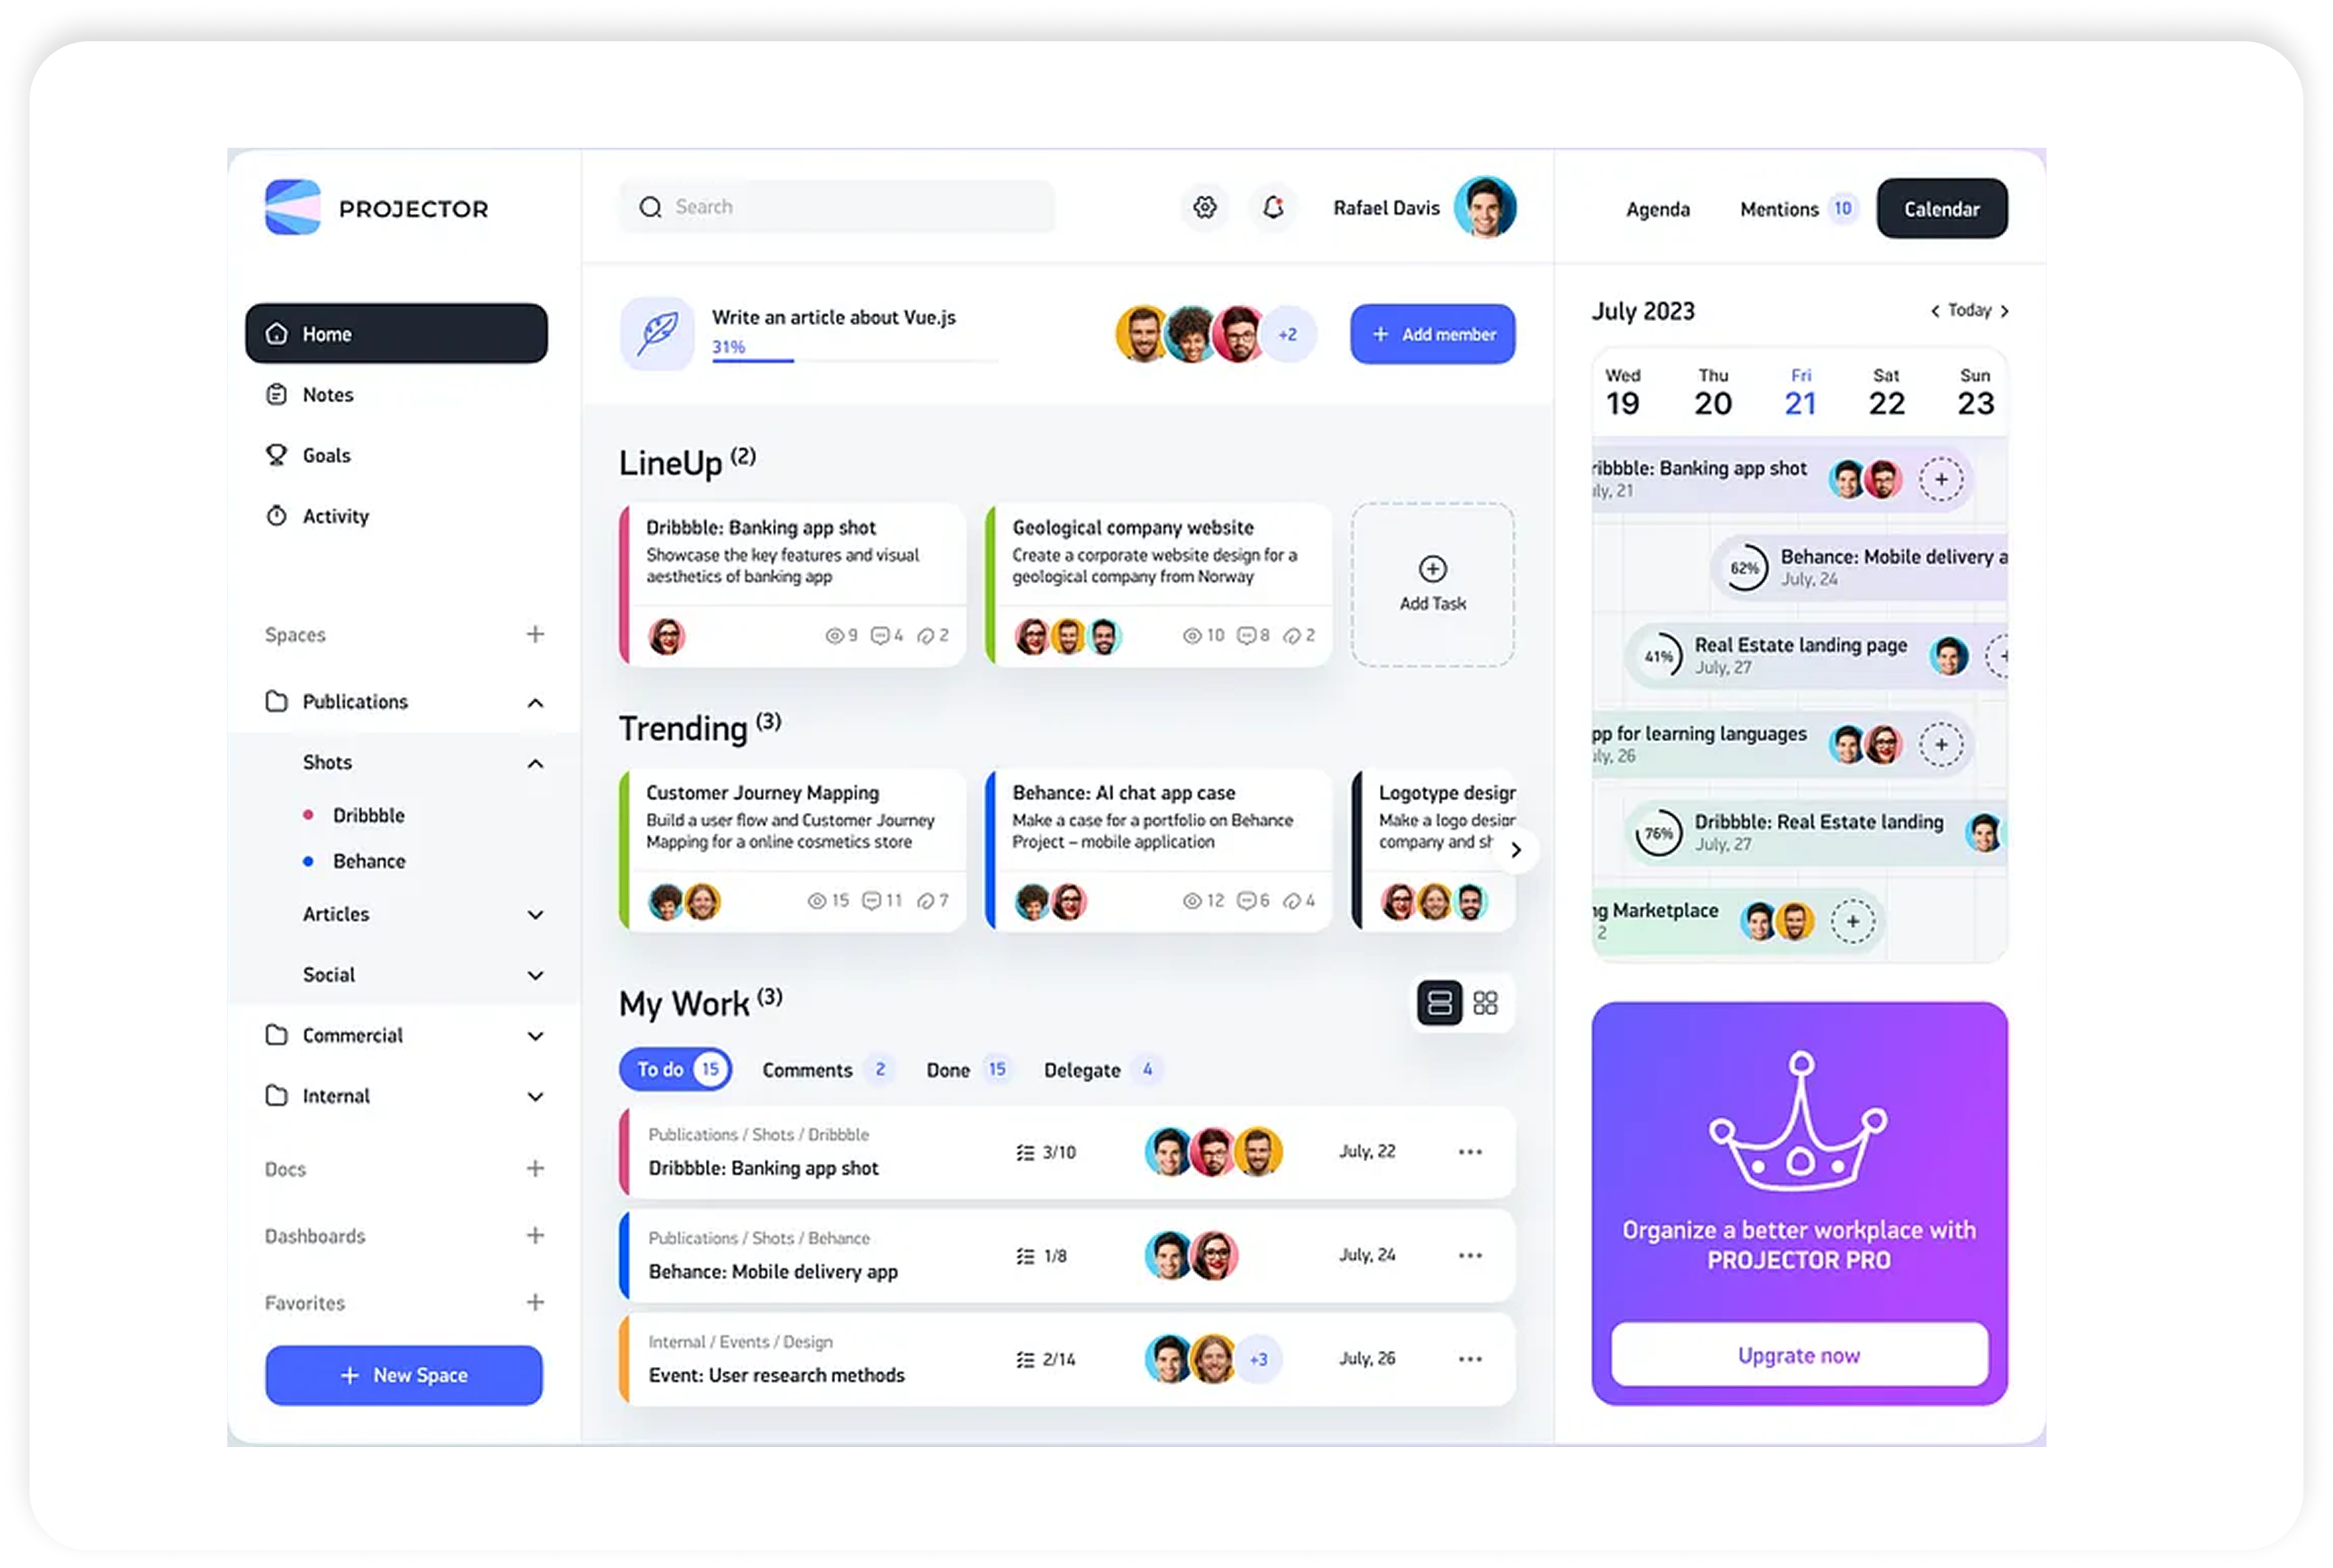 PROJECTOR
Home
Notes
Goals
Activity
Spaces
Publications
Shots
Dribbble
Behance
Articles
Social
Commercial
Internal
Docs
Dashboards
Favorites
New Space
Search
Rafael Davis
Write an article about Vue.js
31%
+2
Add member
LineUp (2)
Dribbble: Banking app shot
Showcase the key features and visual
aesthetics of banking app
9 4 2
Geological company website
Create a corporate website design for a
geological company from Norway
10 8 2
Add Task
Trending (3)
Customer Journey Mapping
Build a user flow and Customer Journey
Mapping for a online cosmetics store
15 11 7
Behance: AI chat app case
Make a case for a portfolio on Behance
Project – mobile application
12 6 4
Logotype design
Make a logo design
company and sh
My Work (3)
To do 15
Comments 2
Done 15
Delegate 4
Publications / Shots / Dribbble
Dribbble: Banking app shot
3/10
July, 22
Publications / Shots / Behance
Behance: Mobile delivery app
1/8
July, 24
Internal / Events / Design
Event: User research methods
2/14
+3
July, 26
Agenda
Mentions 10
Calendar
July 2023
Today
Wed Thu Fri Sat Sun
19 20 21 22 23
ribbble: Banking app shot
ly, 21
62%
Behance: Mobile delivery a
July, 24
41%
Real Estate landing page
July, 27
pp for learning languages
ly, 26
76%
Dribbble: Real Estate landing
July, 27
ng Marketplace
2
Organize a better workplace with
PROJECTOR PRO
Upgrate now